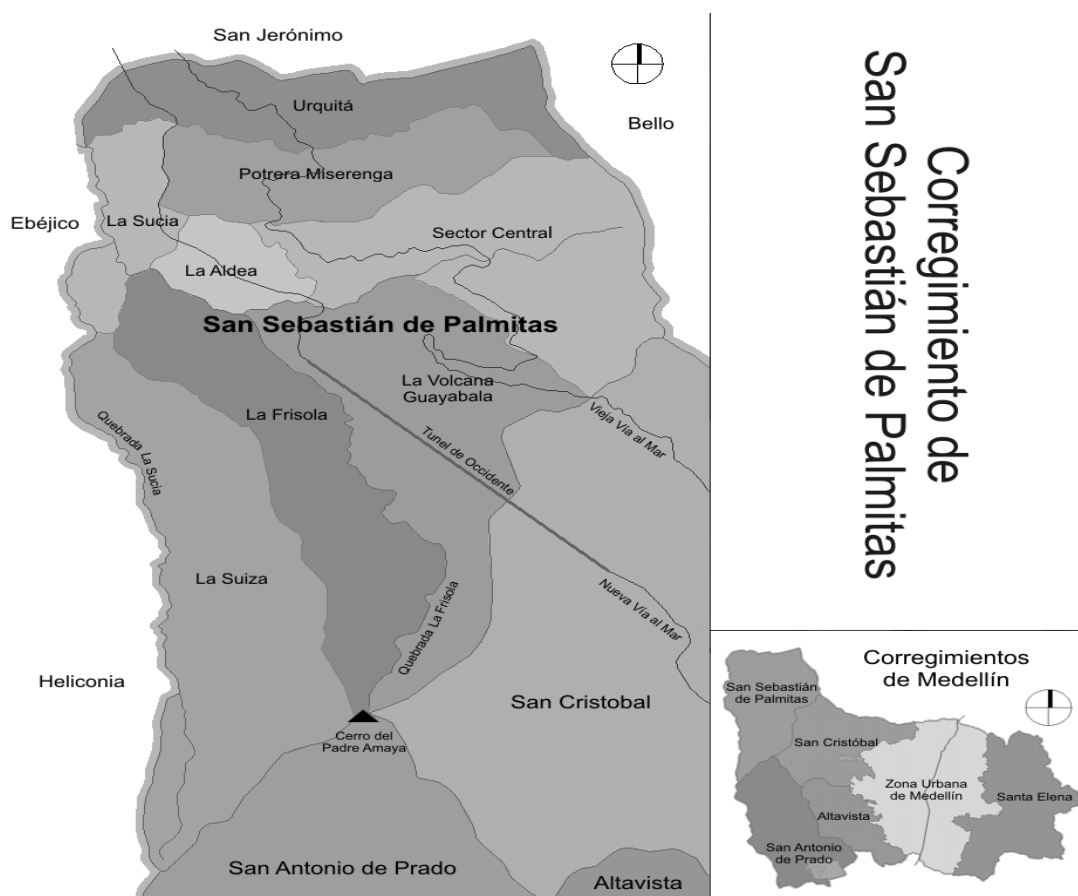 San Jerónimo
Urquitá
Bello
Potrera Miserenga
Ebéjico
La Sucia
Sector Central
La Aldea
San Sebastián de Palmitas
La Volcana
Guayabala
La Frisola
Quebrada La Sucia
Vieja Vía al Mar
Tunel de Occidente
La Suiza
Nueva Vía al Mar
Quebrada La Frisola
Heliconia
San Cristobal
Cerro del
Padre Amaya
San Antonio de Prado
Altavista
Corregimiento de
San Sebastián de Palmitas
Corregimientos
de Medellín
San Sebastián
de Palmitas
San Cristóbal
Zona Urbana
de Medellín
Santa Elena
Altavista
San Antonio
de Prado